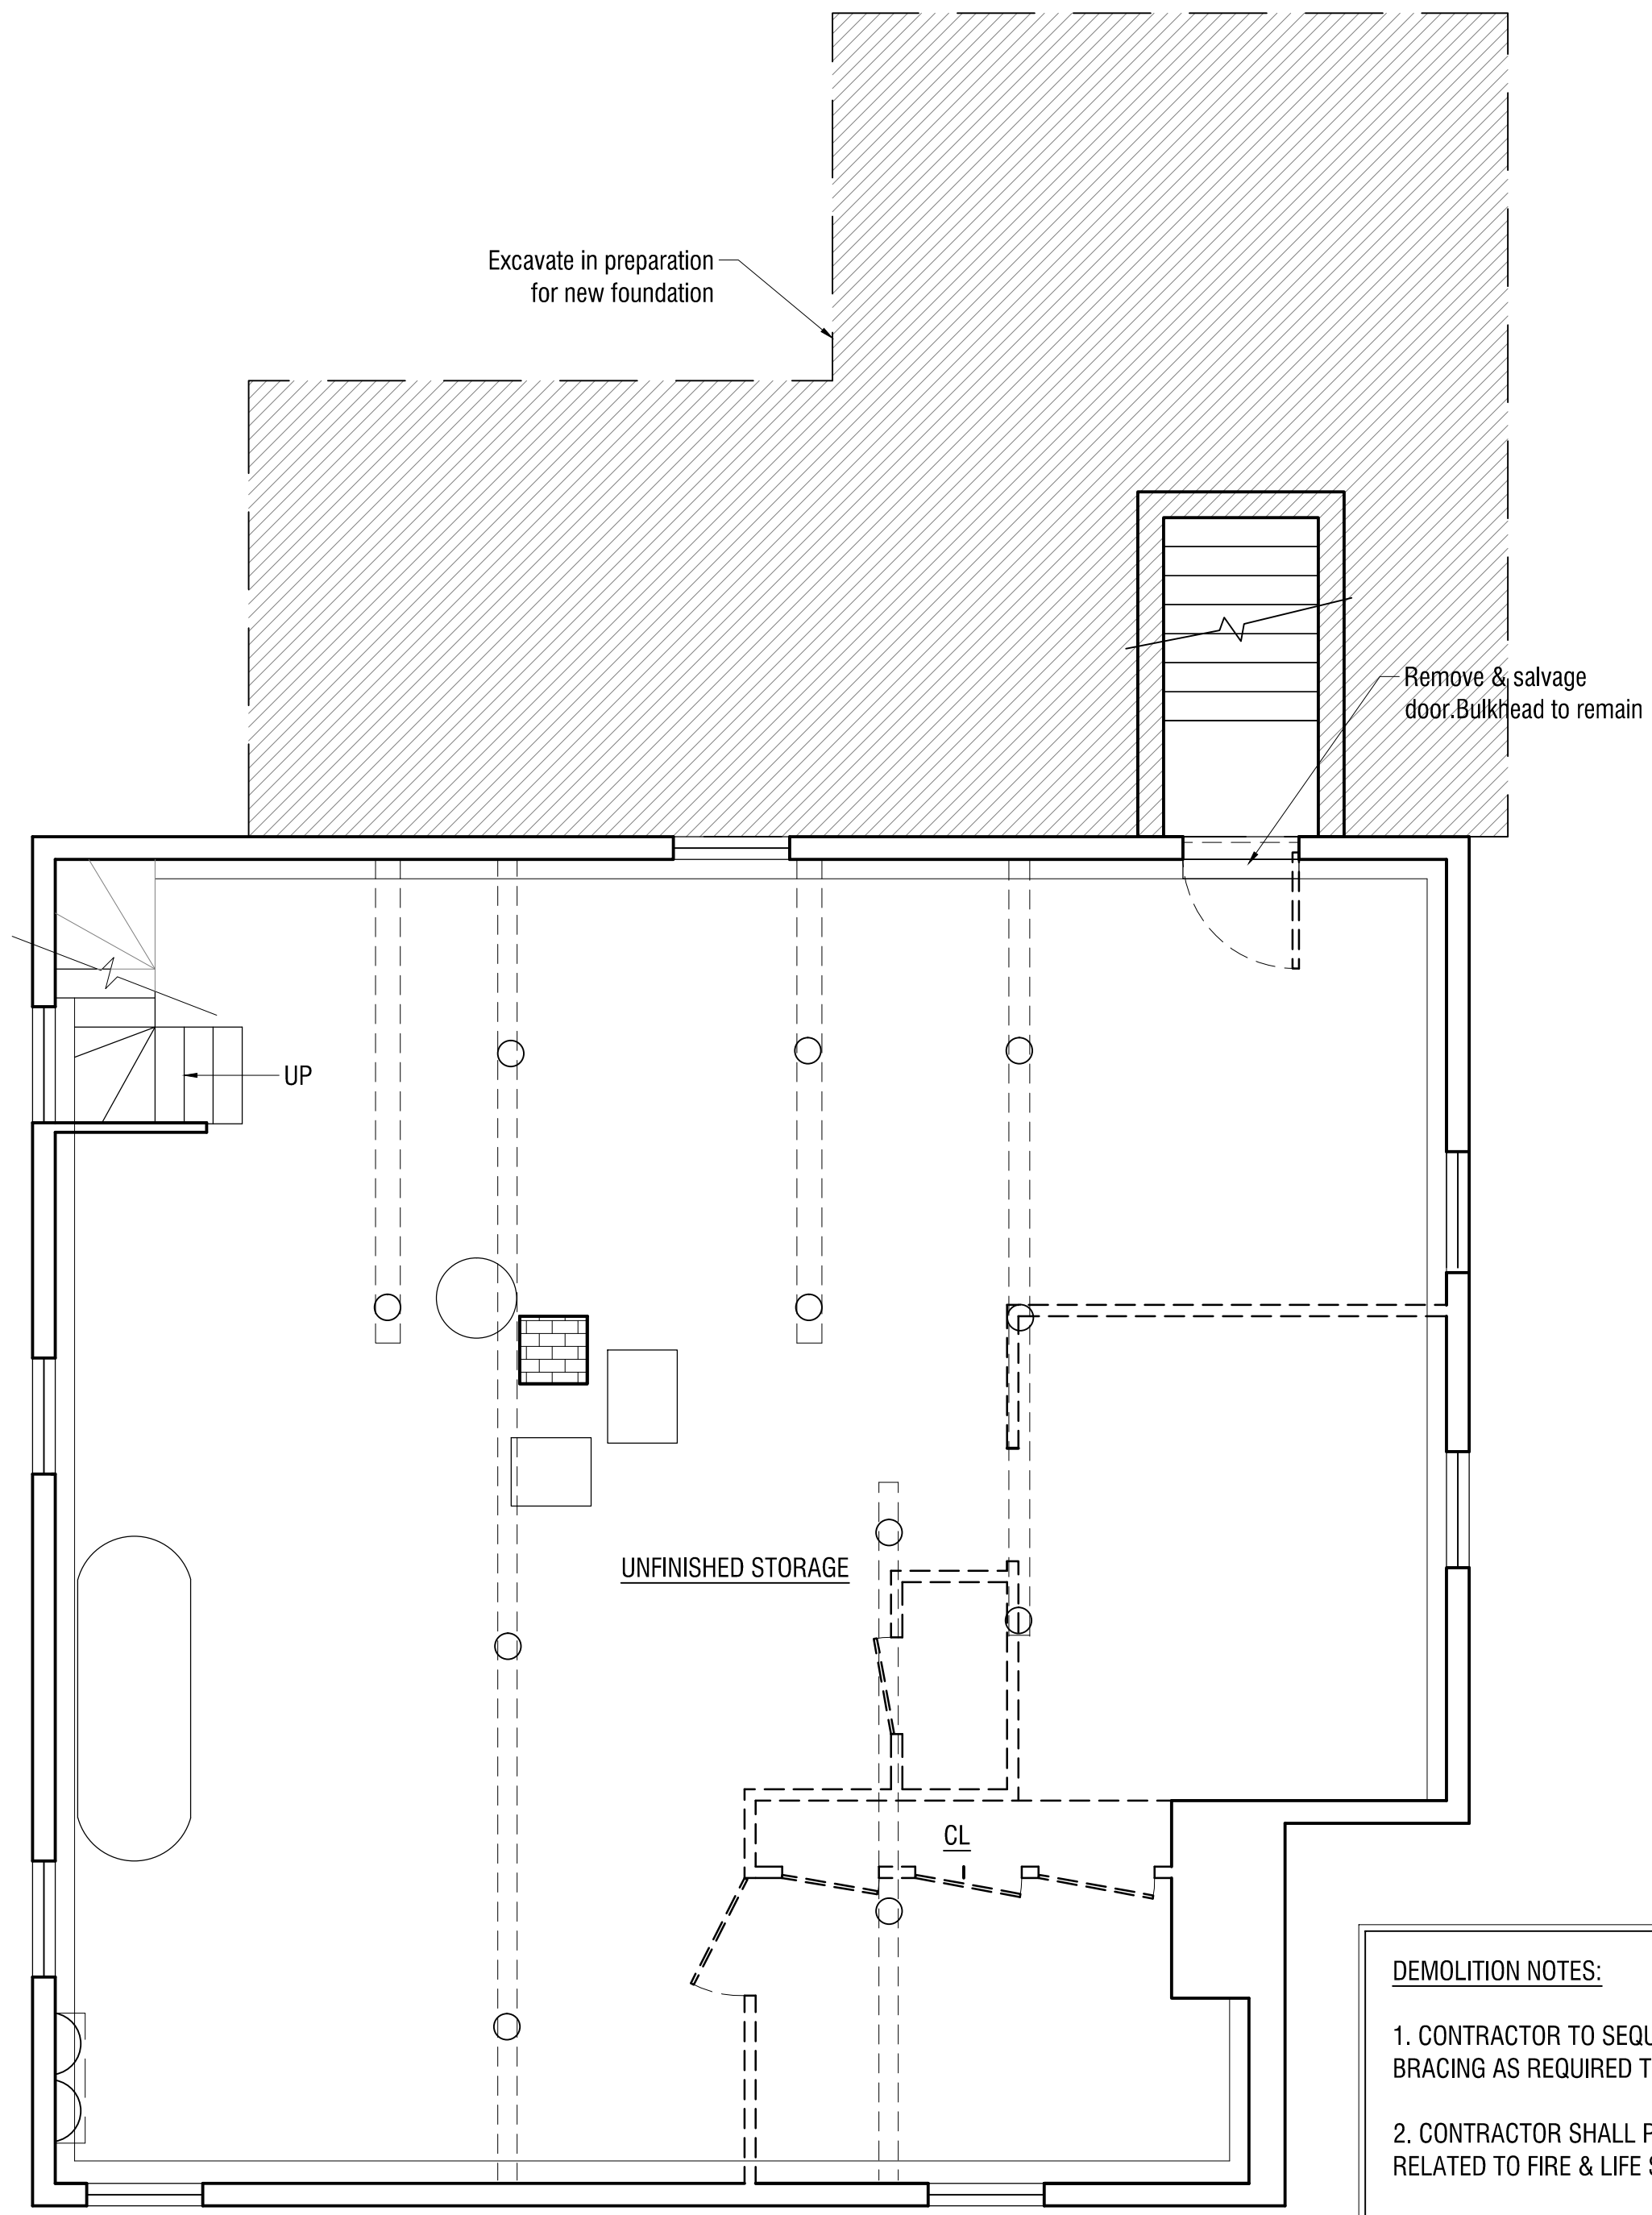 Excavate in preparation
for new foundation
Remove & salvage
door.Bulkhead to remain
UP
UNFINISHED STORAGE
CL
DEMOLITION NOTES:
1. CONTRACTOR TO SEQU
BRACING AS REQUIRED T
2. CONTRACTOR SHALL P
RELATED TO FIRE & LIFE S